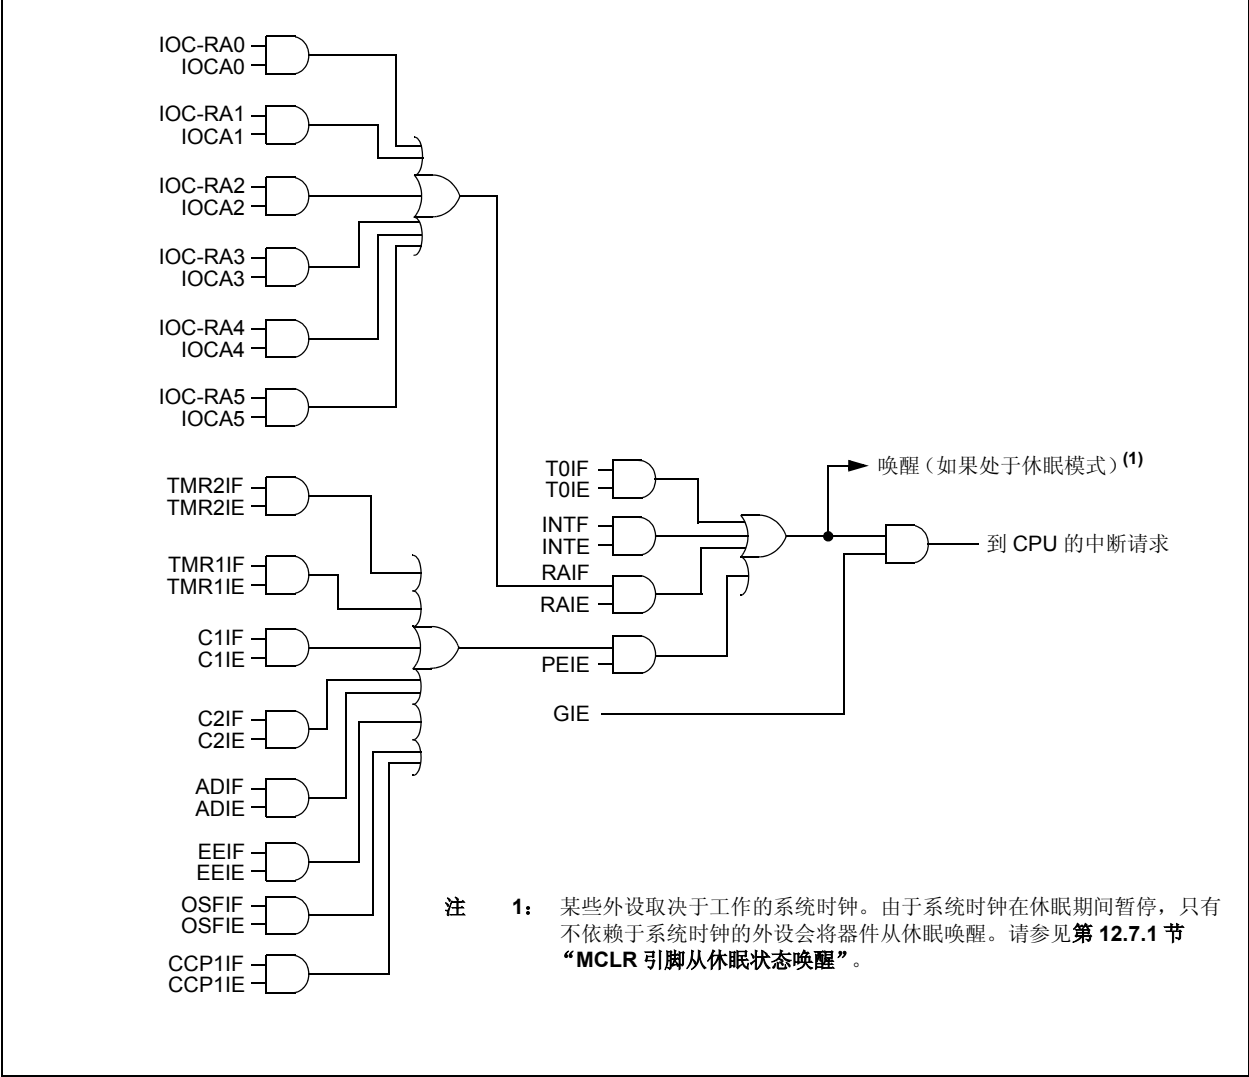 IOC-RA0
IOCA0
IOC-RA1
IOCA1
IOC-RA2
IOCA2
IOC-RA3
IOCA3
IOC-RA4
IOCA4
IOC-RA5
IOCA5
TMR2IF
TMR2IE
TMR1IF
TMR1IE
C1IF
C1IE
C2IF
C2IE
ADIF
ADIE
EEIF
EEIE
OSFIF
OSFIE
CCP1IF
CCP1IE
T0IF
T0IE
INTF
INTE
RAIF
RAIE
PEIE
GIE
唤醒（如果处于休眠模式）(1)
到 CPU 的中断请求
注 1： 某些外设取决于工作的系统时钟。由于系统时钟在休眠期间暂停，只有
不依赖于系统时钟的外设会将器件从休眠唤醒。请参见第 12.7.1 节
“MCLR 引脚从休眠状态唤醒”。